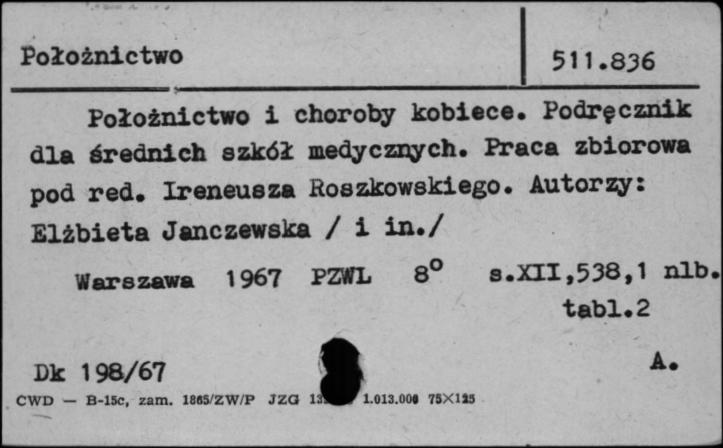 Położnictwo 511.836
Położnictwo i choroby kobiece. Podręcznik
dla średnich szkół medycznych. Praca zbiorowa
pod red. Ireneusza Roszkowskiego. Autorzy:
Elżbieta Janczewska / i in./
Warszawa 1967 PZWL 8° s.XII,538,1 nlb.
tabl.2
Dk 198/67 A.
CWD — B-15c, zam. 1865/ZW/P JZG 1.013.000 75×125